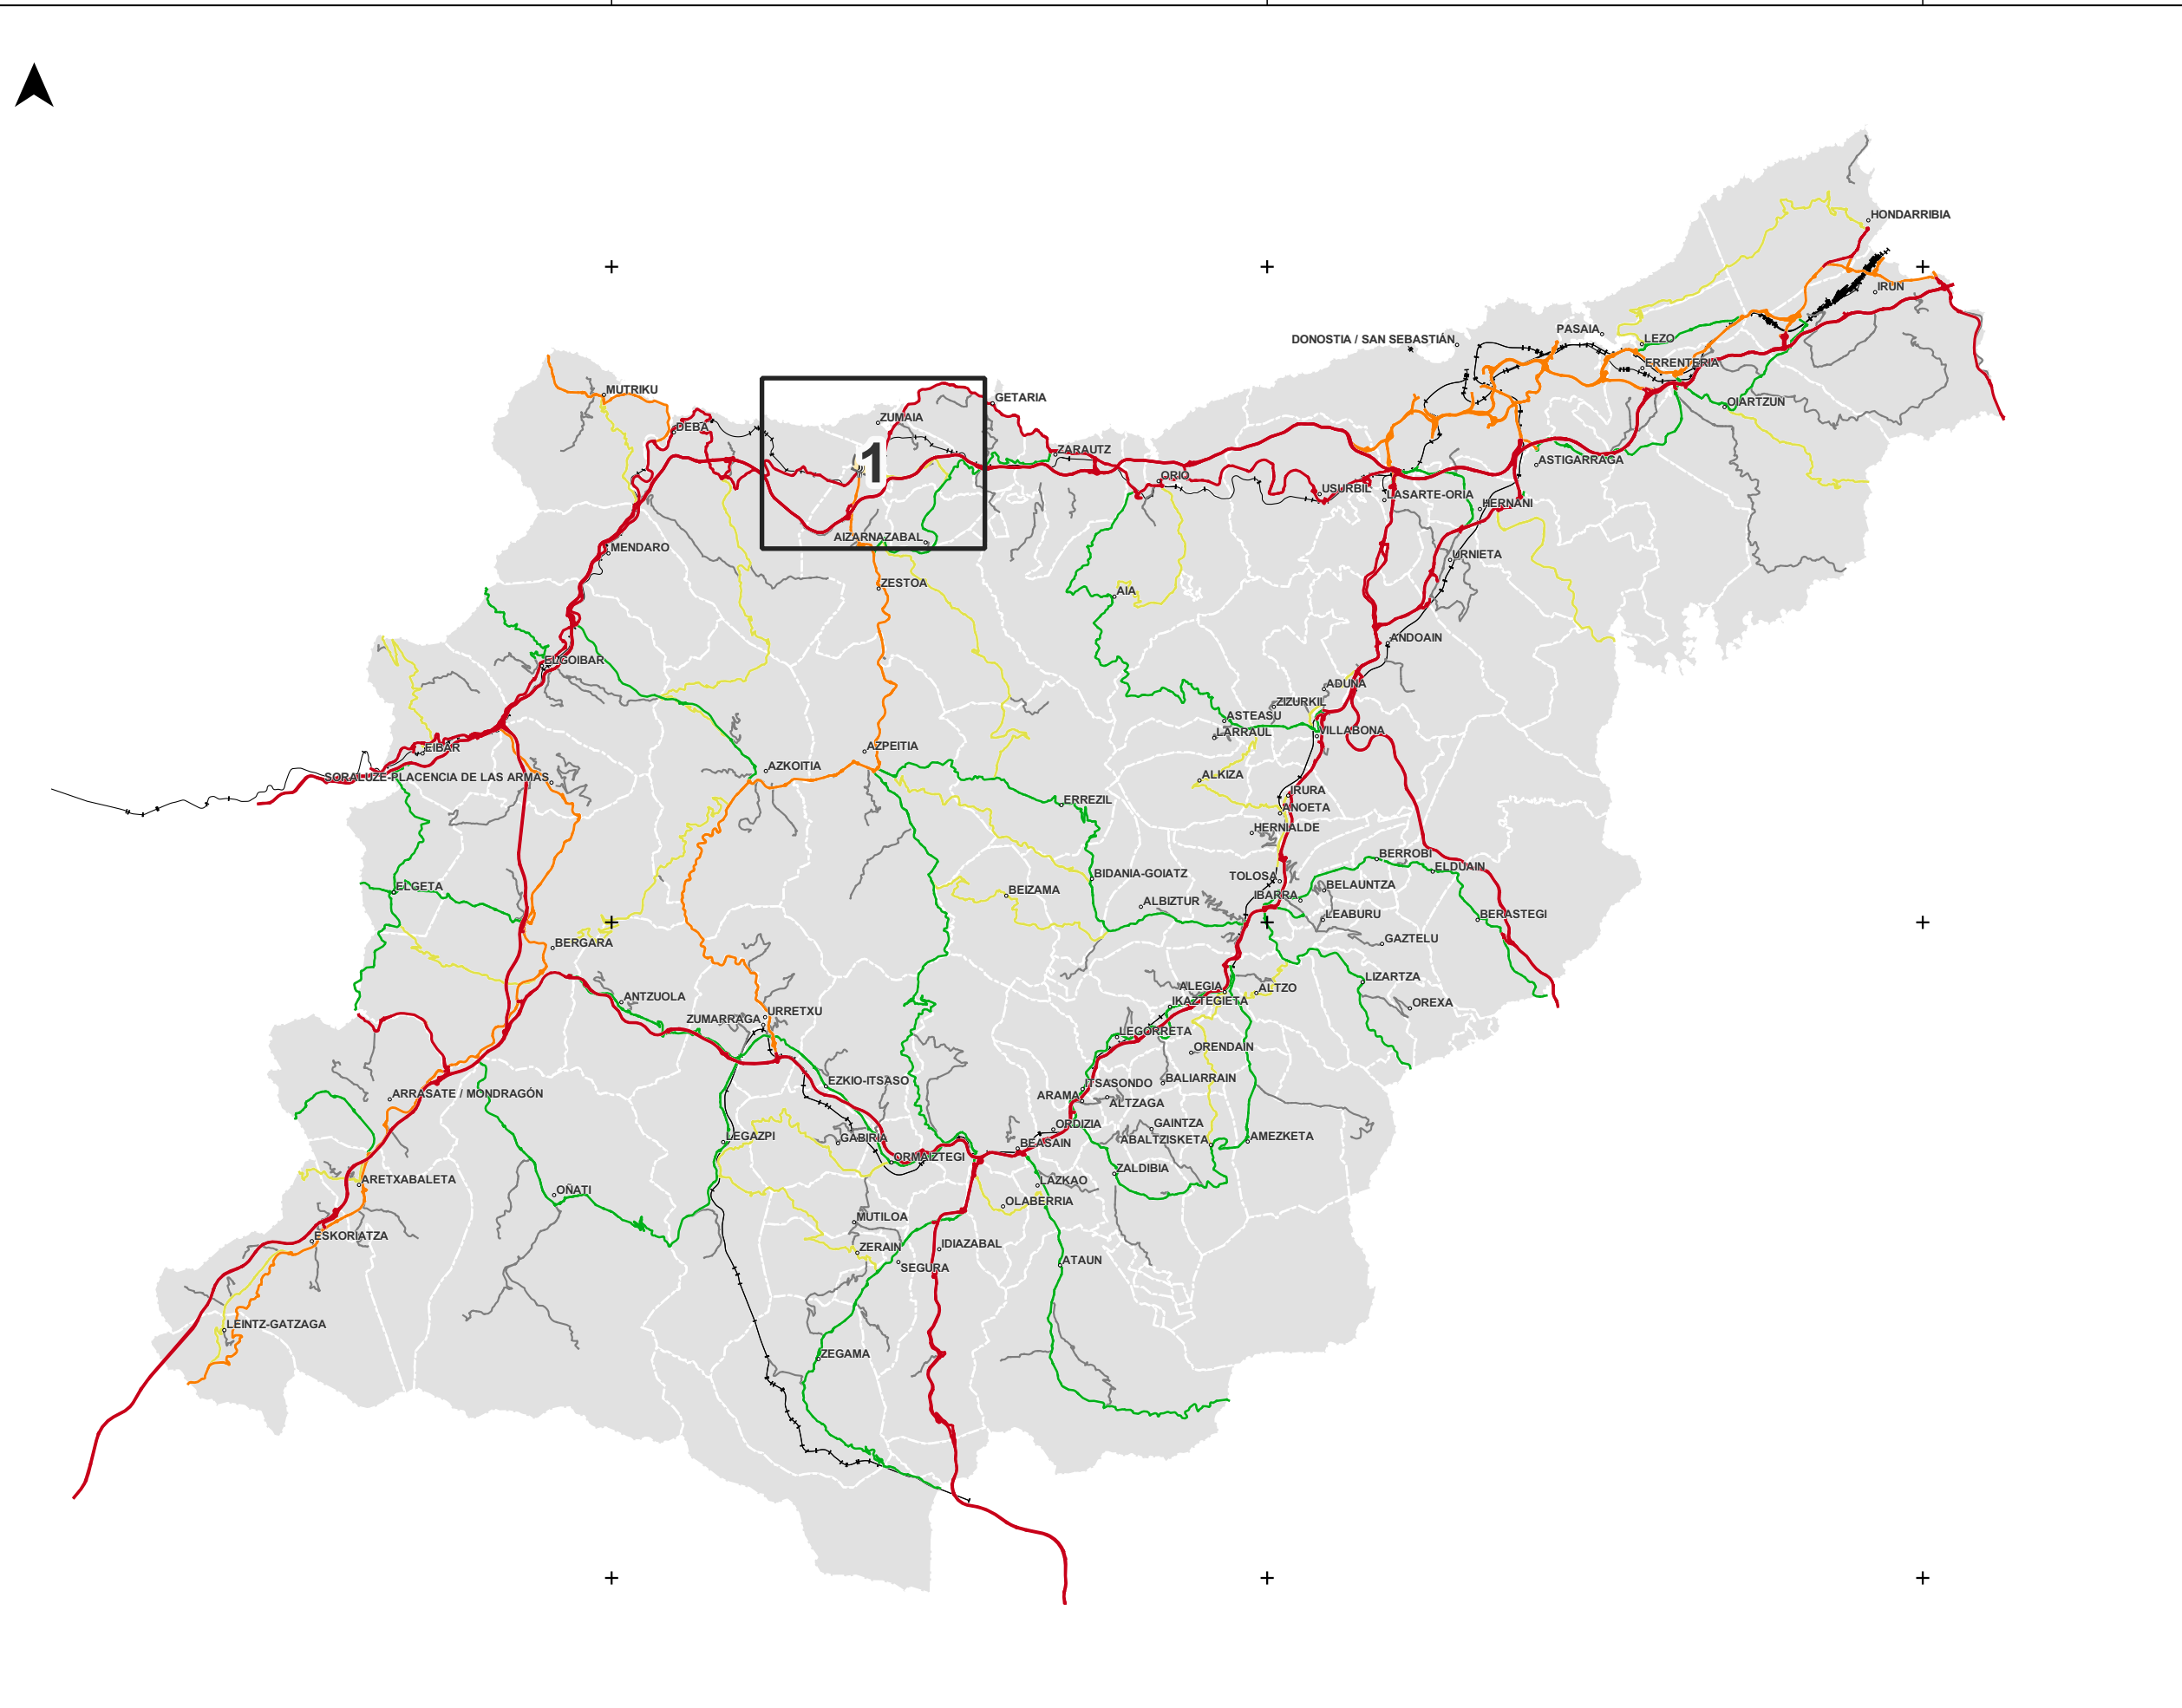 HONDARRIBIA
IRUN
PASAIA
DONOSTIA / SAN SEBASTIÁN
LEZO
ERRENTERIA
MUTRIKU
GETARIA
OIARTZUN
ZUMAIA
DEBA
ZARAUTZ
1
ASTIGARRAGA
ORIO
USURBIL
LASARTE-ORIA
HERNANI
AIZARNAZABAL
MENDARO
URNIETA
ZESTOA
AIA
ANDOAIN
ELGOIBAR
ADUNA
ZIZURKIL
ASTEASU
LARRAUL
VILLABONA
EIBAR
AZPEITIA
AZKOITIA
SORALUZE-PLACENCIA DE LAS ARMAS
ALKIZA
IRURA
ERREZIL
ANOETA
HERNIALDE
BERROBI
ELDUAIN
BIDANIA-GOIATZ
TOLOSA
ELGETA
BEIZAMA
BELAUNTZA
IBARRA
ALBIZTUR
LEABURU
BERASTEGI
BERGARA
GAZTELU
LIZARTZA
ALEGIA
ALTZO
ANTZUOLA
IKAZTEGIETA
OREXA
URRETXU
ZUMARRAGA
LEGORRETA
ORENDAIN
EZKIO-ITSASO
BALIARRAIN
ITSASONDO
ARRASATE / MONDRAGÓN
ARAMA
ALTZAGA
ORDIZIA
GAINTZA
LEGAZPI
GABIRIA
BEASAIN
ABALTZISKETA
AMEZKETA
ORMAIZTEGI
ZALDIBIA
ARETXABALETA
LAZKAO
OÑATI
OLABERRIA
MUTILOA
ESKORIATZA
IDIAZABAL
ZERAIN
ATAUN
SEGURA
LEINTZ-GATZAGA
ZEGAMA